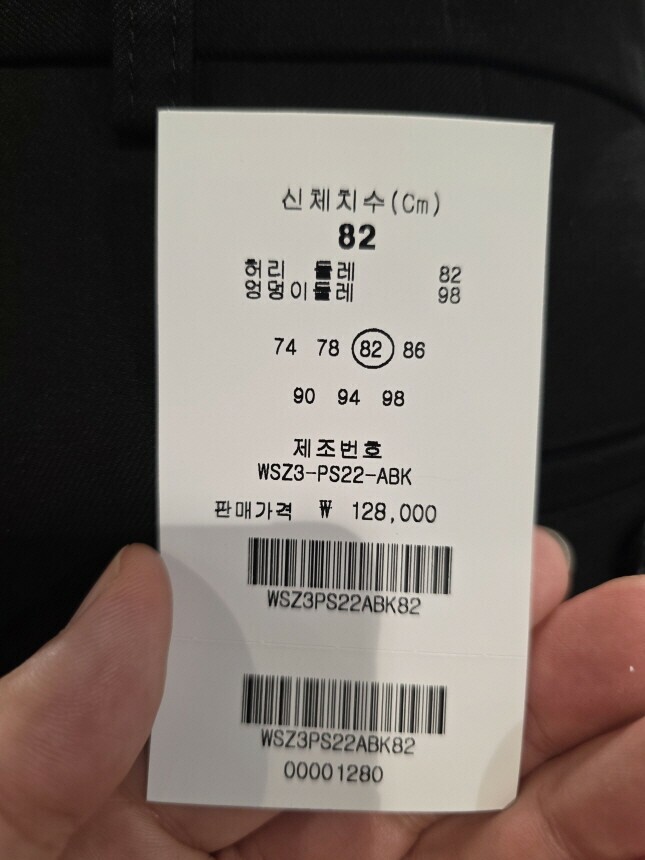 신체치수(Cm)
82
허리 둘레 82
엉덩이둘레 98
74 78 82 86
90 94 98
제조번호
WSZ3-PS22-ABK
판매가격 ₩ 128,000
WSZ3PS22ABK82
WSZ3PS22ABK82
00001280